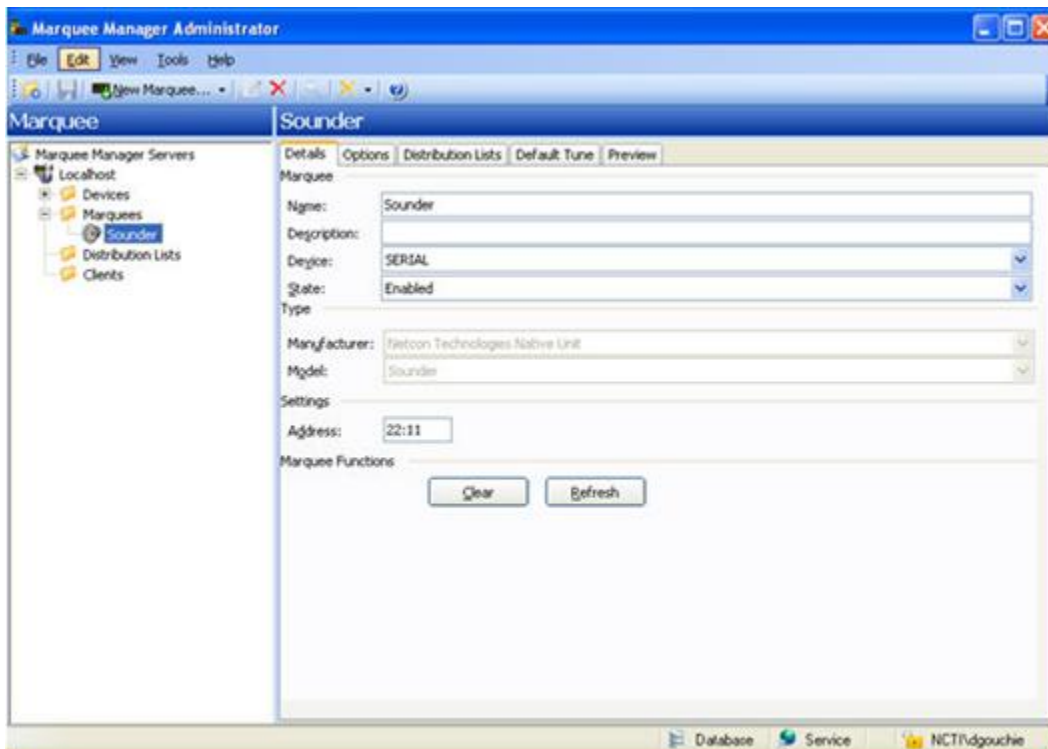 Marquee Manager Administrator
File Edit View Tools Help
New Marquee...
Marquee
Sounder
Marquee Manager Servers
Localhost
Devices
Marquees
Sounder
Distribution Lists
Clients
Details Options Distribution Lists Default Tune Preview
Marquee
Name: Sounder
Description:
Device: SERIAL
State: Enabled
Type
Manufacturer: Netcon Technologies Native Unit
Model: Sounder
Settings
Address: 22:11
Marquee Functions
Clear Refresh
Database Service NCTI\dgouchie